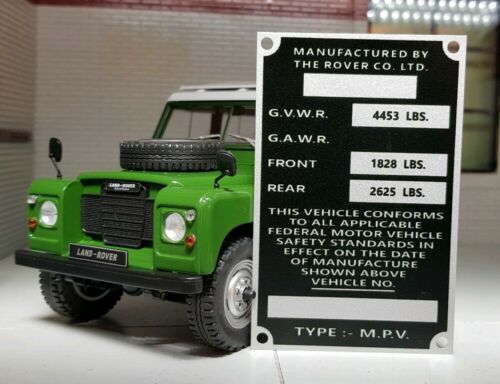 MANUFACTURED BY
THE ROVER CO. LTD.
G.V.W.R. 4453 LBS.
G.A.W.R.
FRONT 1828 LBS.
REAR 2625 LBS.
THIS VEHICLE CONFORMS
TO ALL APPLICABLE
FEDERAL MOTOR VEHICLE
SAFETY STANDARDS IN
EFFECT ON THE DATE
OF MANUFACTURE
SHOWN ABOVE
VEHICLE NO.
TYPE :- M.P.V.
LAND-ROVER
LAND-ROVER